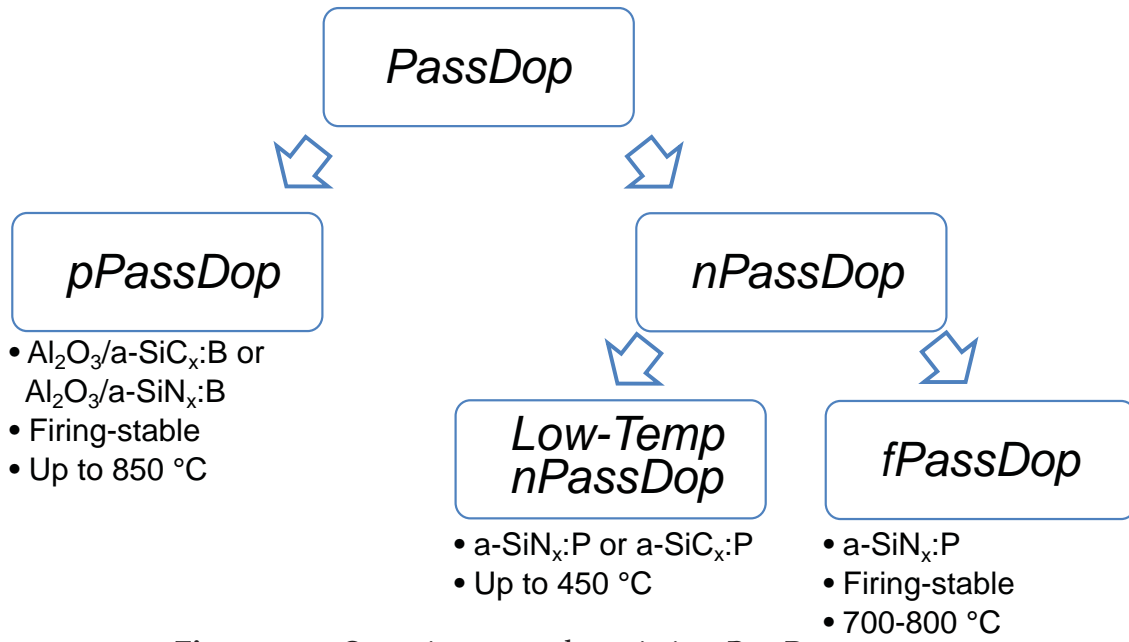 PassDop
pPassDop
nPassDop
• Al₂O₃/a-SiCₓ:B or
Al₂O₃/a-SiNₓ:B
• Firing-stable
• Up to 850 °C
Low-Temp
nPassDop
fPassDop
• a-SiNₓ:P or a-SiCₓ:P
• Up to 450 °C
• a-SiNₓ:P
• Firing-stable
• 700-800 °C